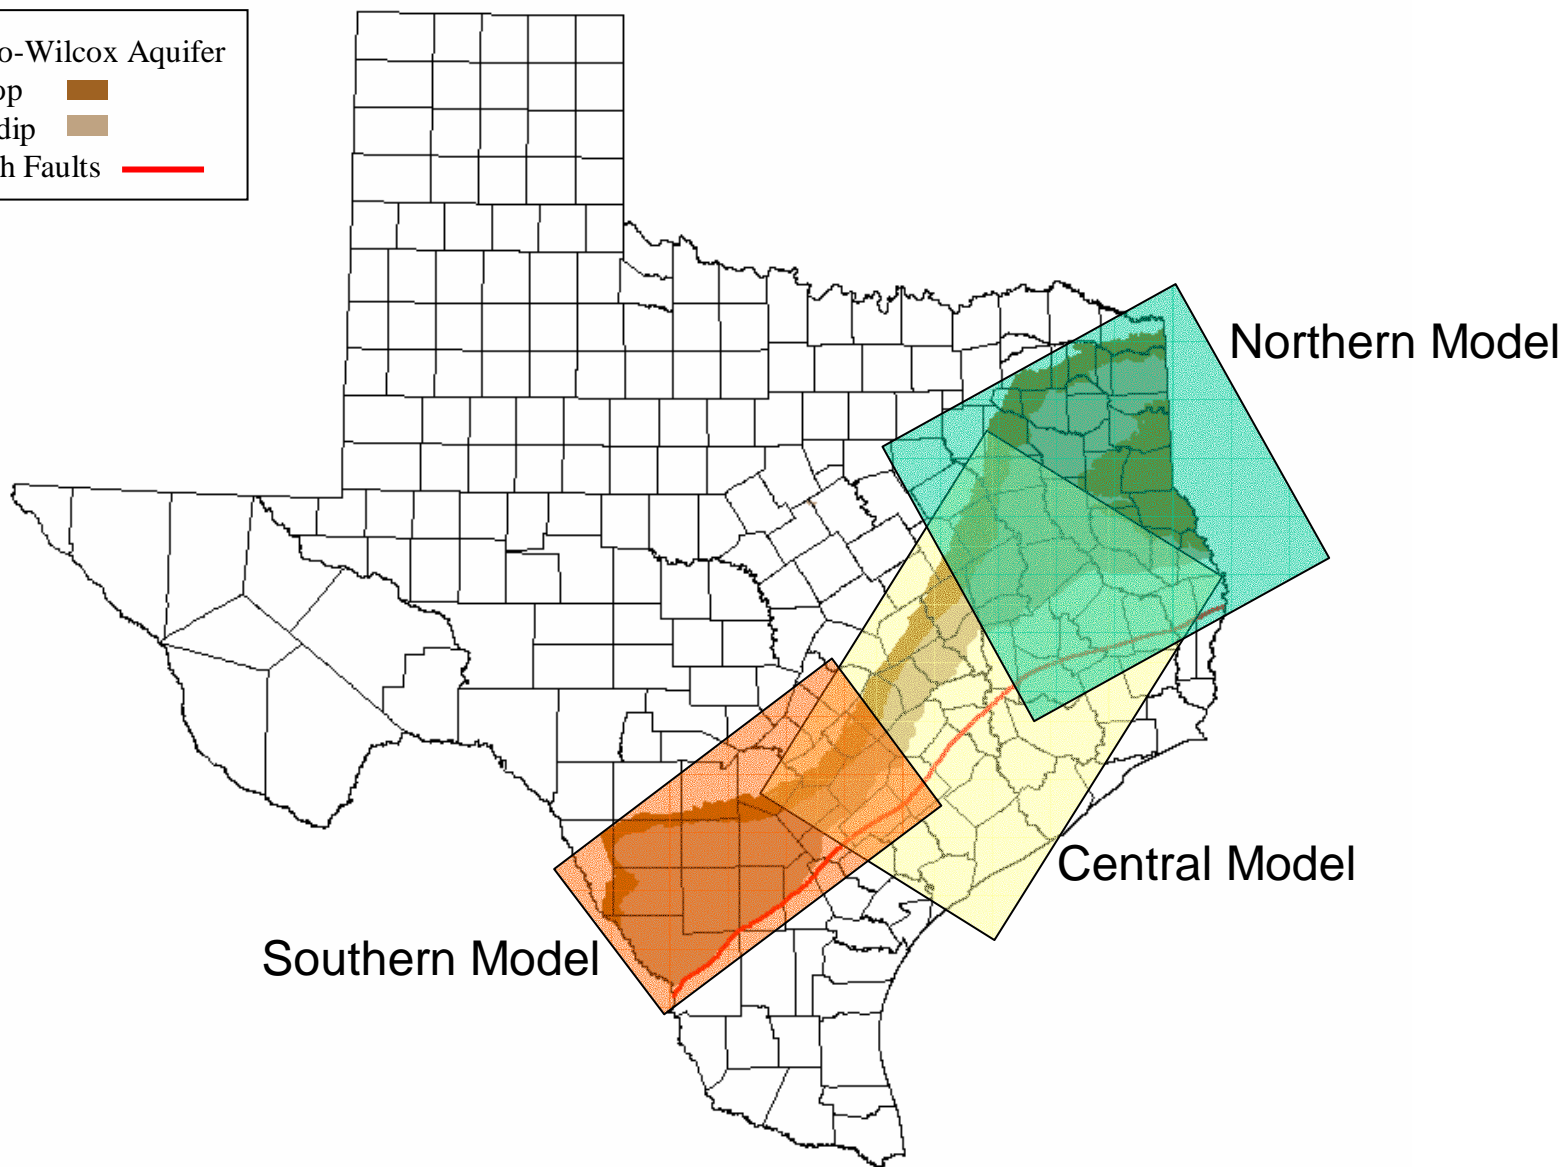 o-Wilcox Aquifer
op
dip
h Faults
Northern Model
Central Model
Southern Model